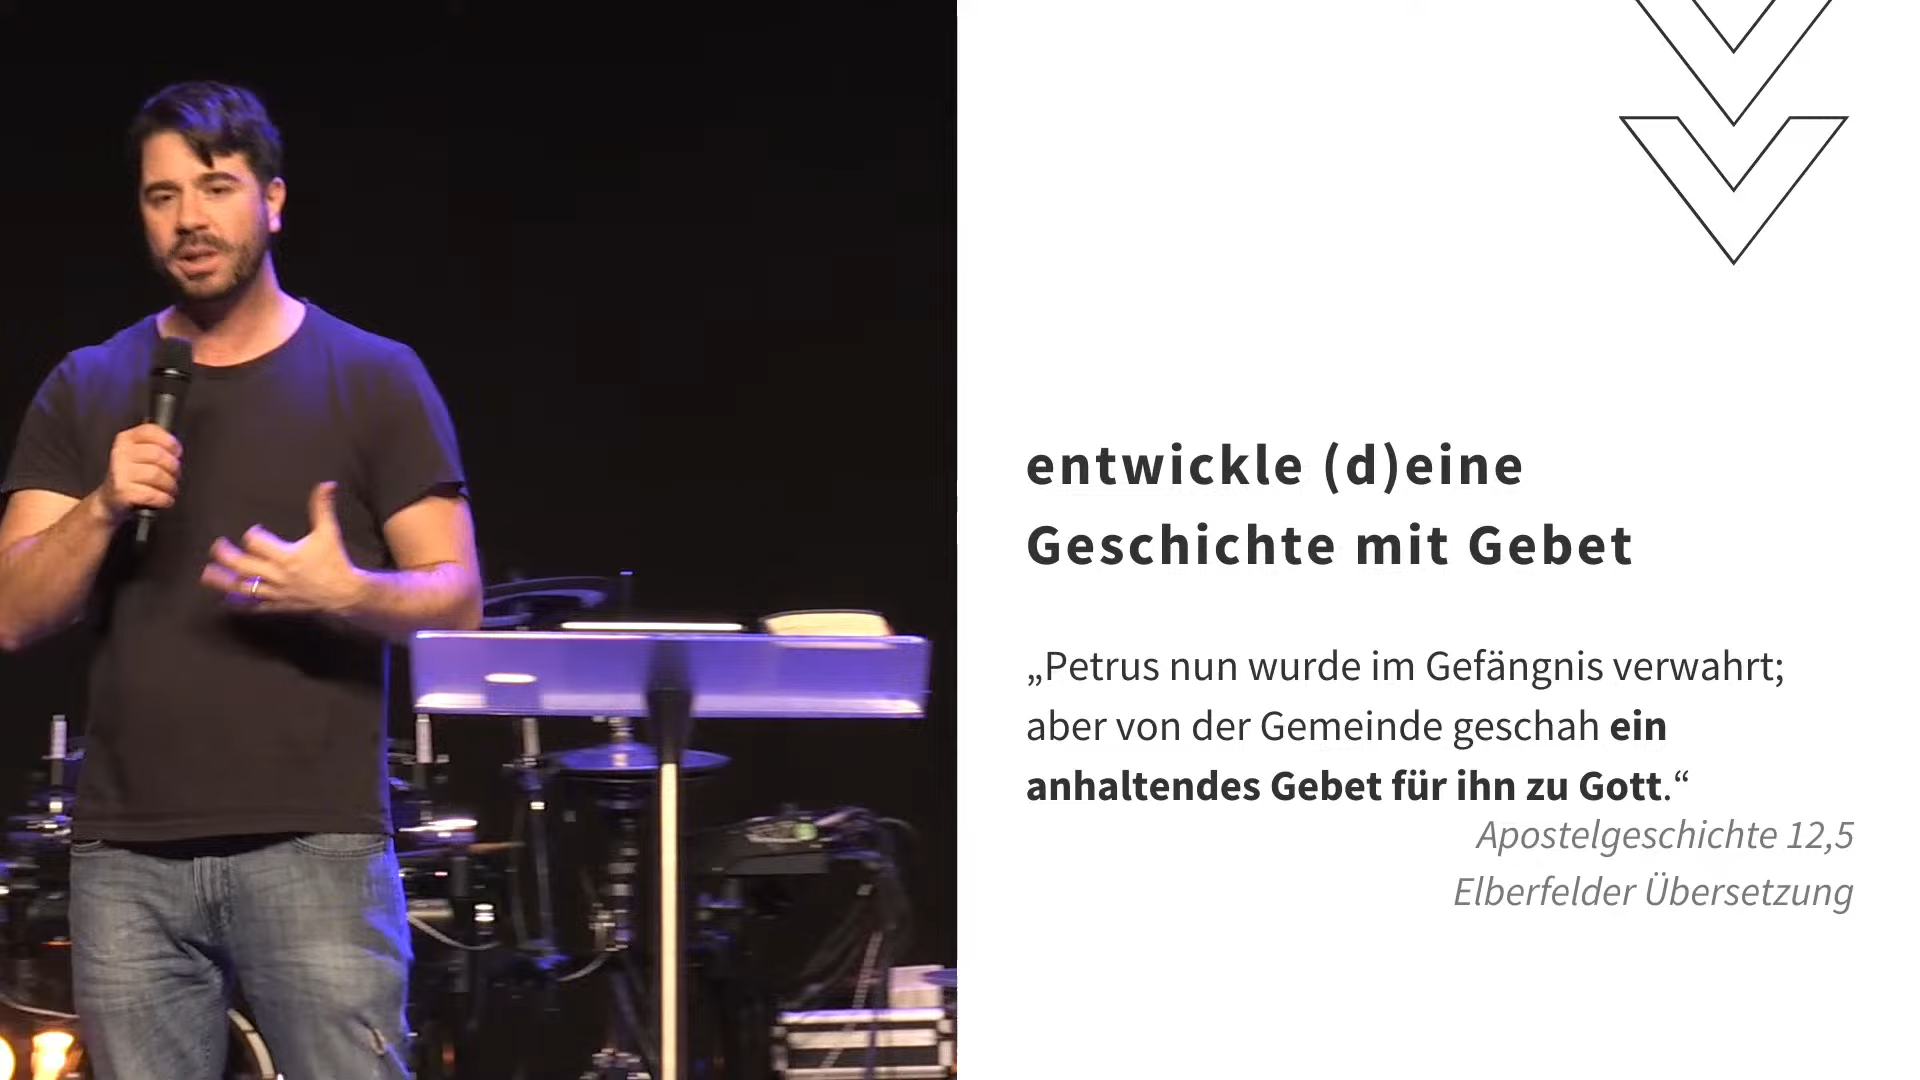 entwickle (d)eine
Geschichte mit Gebet
„Petrus nun wurde im Gefängnis verwahrt;
aber von der Gemeinde geschah ein
anhaltendes Gebet für ihn zu Gott.“
Apostelgeschichte 12,5
Elberfelder Übersetzung